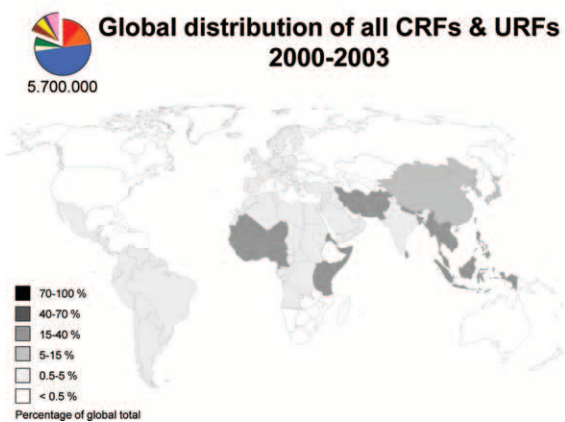 Global distribution of all CRFs & URFs
2000-2003
5.700.000
70-100 %
40-70 %
15-40 %
5-15 %
0.5-5 %
< 0.5 %
Percentage of global total